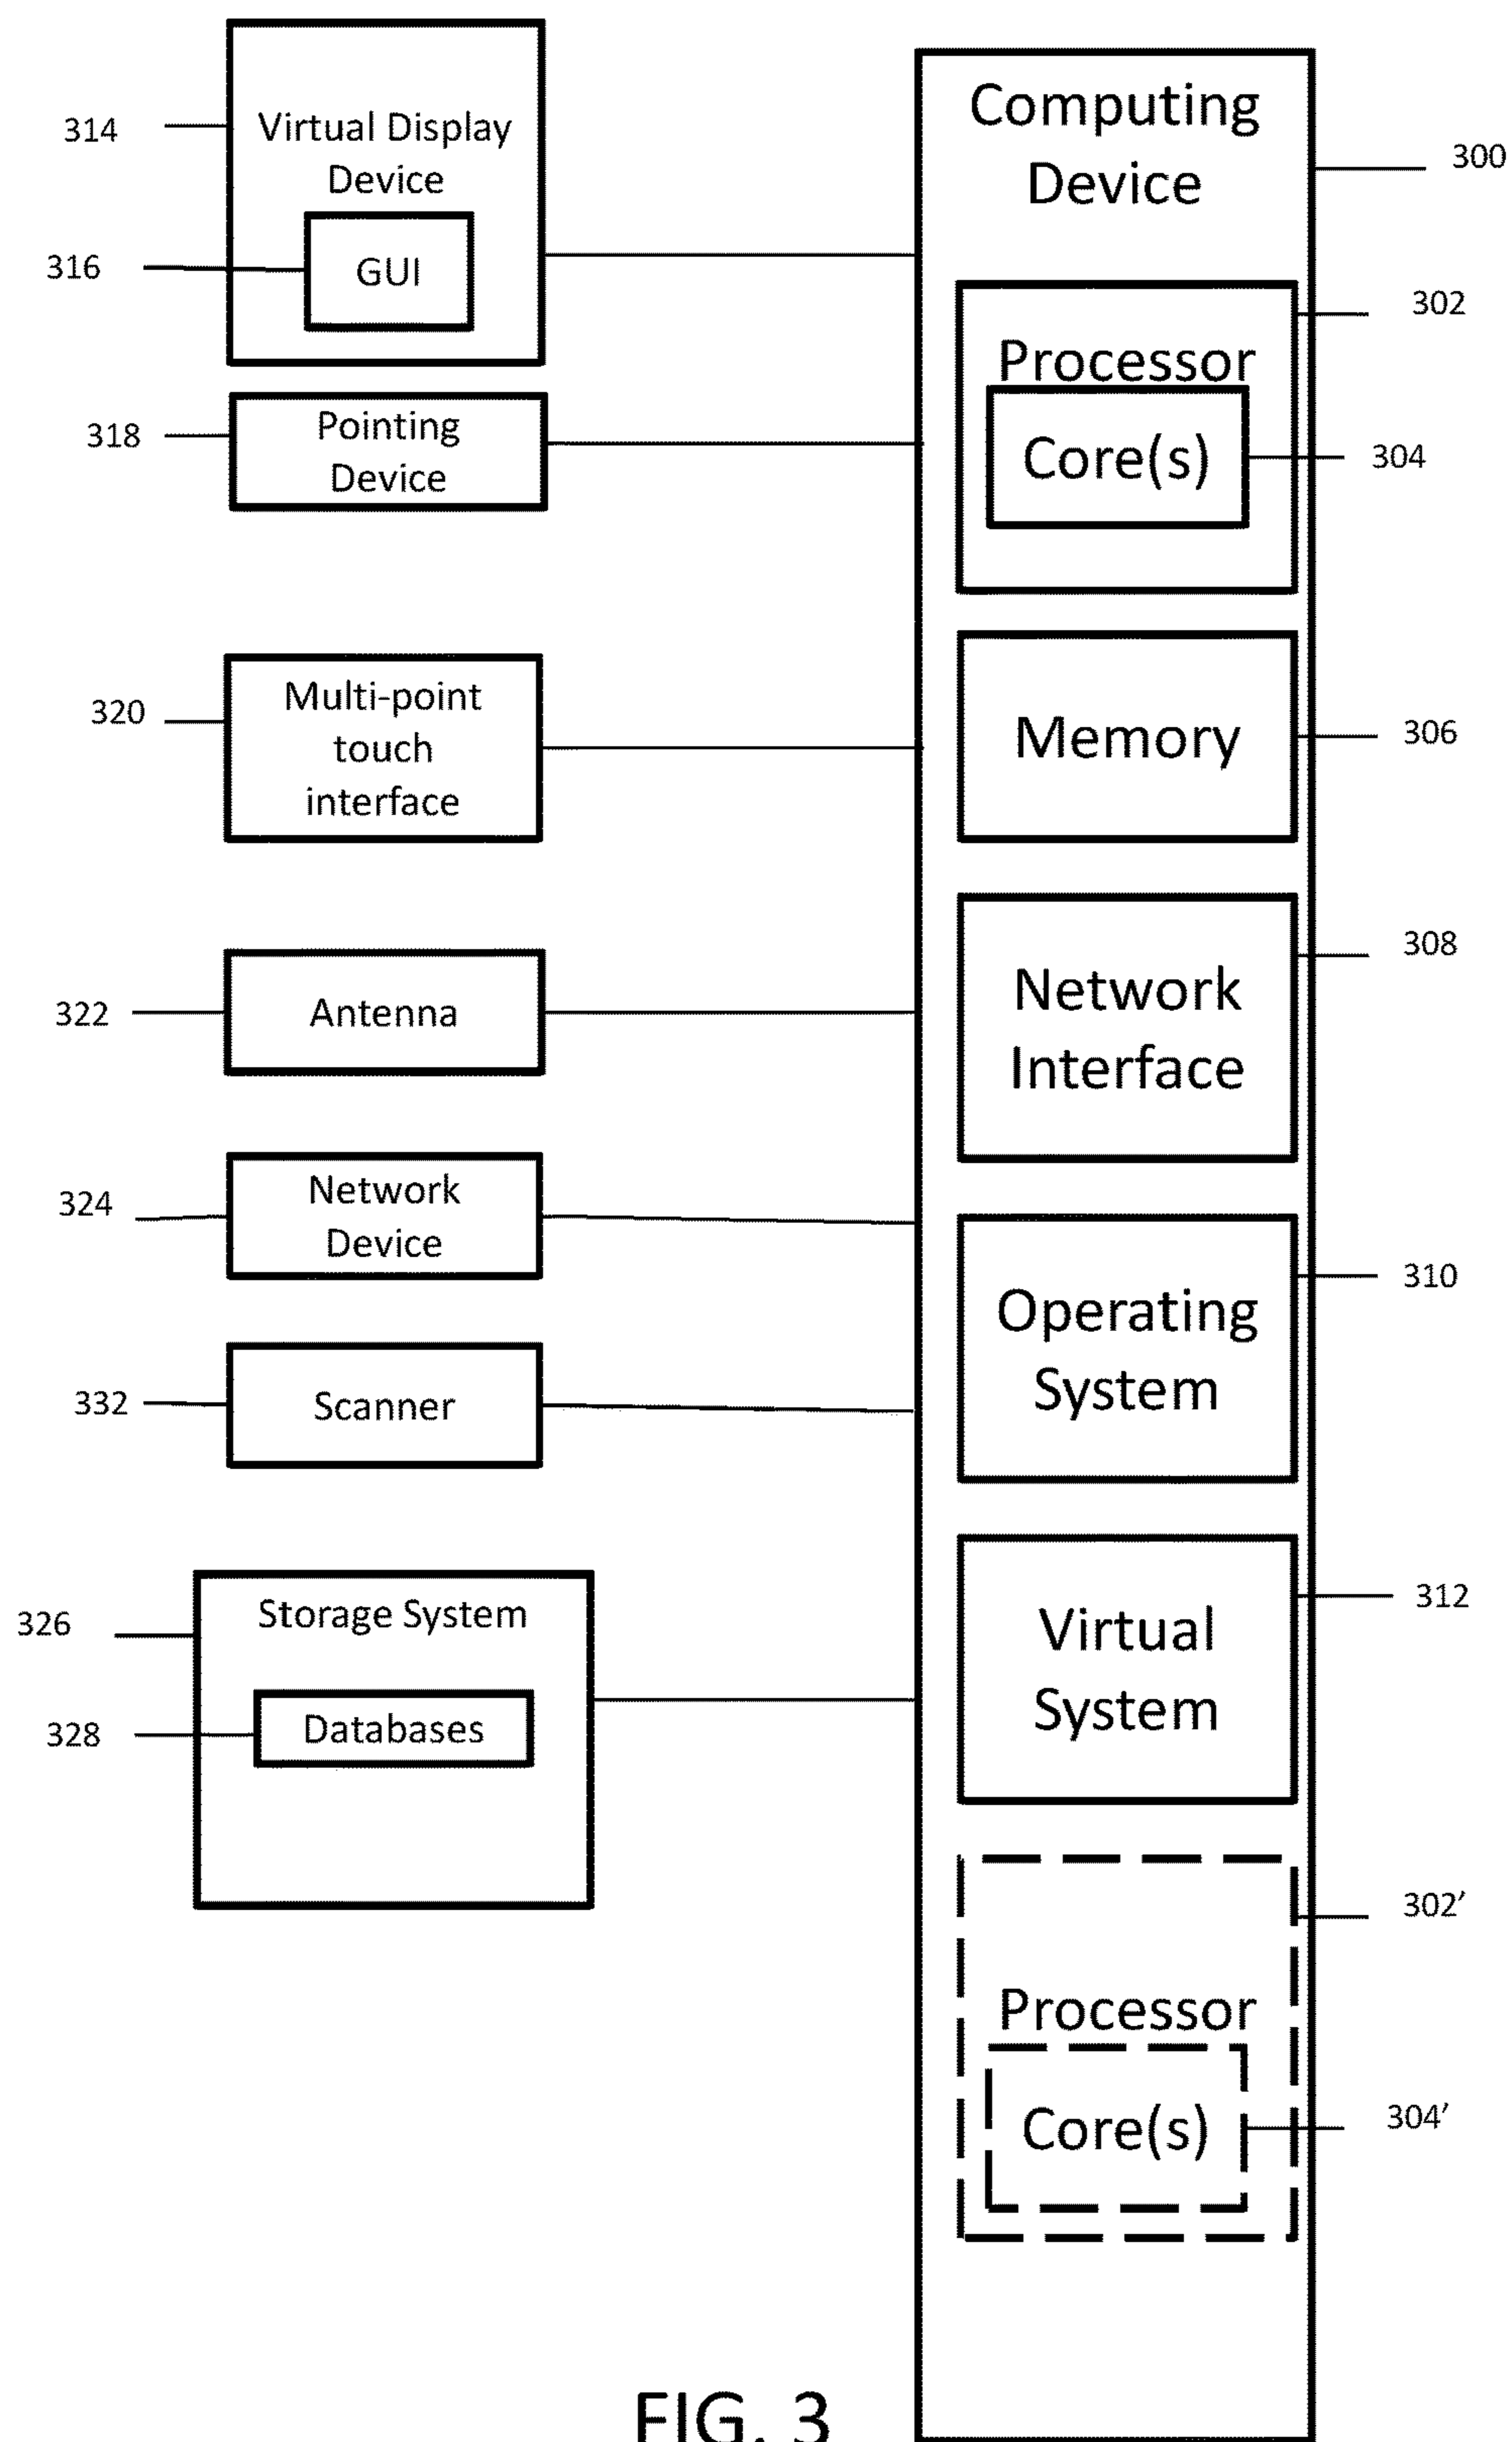 314
Virtual Display
Device
316
GUI
318
Pointing
Device
320
Multi-point
touch
interface
322
Antenna
324
Network
Device
332
Scanner
326
Storage System
328
Databases
Computing
Device
300
302
Processor
Core(s)
304
Memory
306
Network
Interface
308
Operating
System
310
Virtual
System
312
302’
Processor
Core(s)
304’
FIG. 3